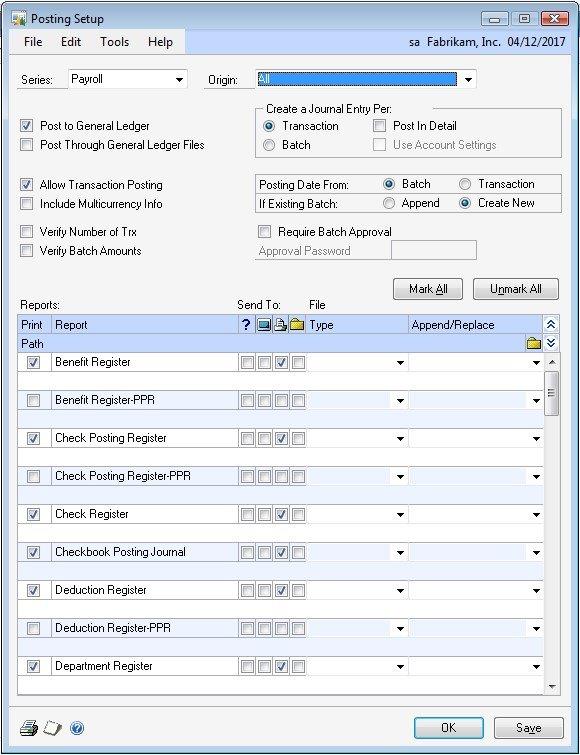 Posting Setup
File Edit Tools Help sa Fabrikam, Inc. 04/12/2017
Series: Payroll Origin: All
Create a Journal Entry Per:
Post to General Ledger Transaction Post In Detail
Post Through General Ledger Files Batch Use Account Settings
Allow Transaction Posting Posting Date From: Batch Transaction
Include Multicurrency Info If Existing Batch: Append Create New
Verify Number of Trx Require Batch Approval
Verify Batch Amounts Approval Password
Mark All Unmark All
Reports: Send To: File
Print Report ? Type Append/Replace
Path
Benefit Register
Benefit Register-PPR
Check Posting Register
Check Posting Register-PPR
Check Register
Checkbook Posting Journal
Deduction Register
Deduction Register-PPR
Department Register
? OK Save